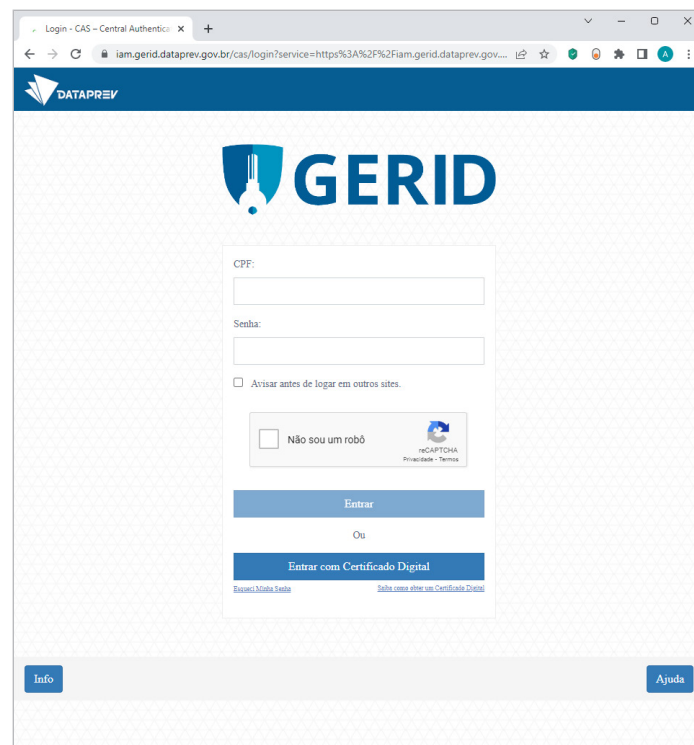 Login - CAS – Central Authentica
iam.gerid.dataprev.gov.br/cas/login?service=https%3A%2F%2Fiam.gerid.dataprev.gov....
A
DATAPREV
GERID
CPF:
Senha:
Avisar antes de logar em outros sites.
Não sou um robô
reCAPTCHA
Privacidade - Termos
Entrar
Ou
Entrar com Certificado Digital
Esqueci Minha Senha
Saiba como obter um Certificado Digital
Info
Ajuda